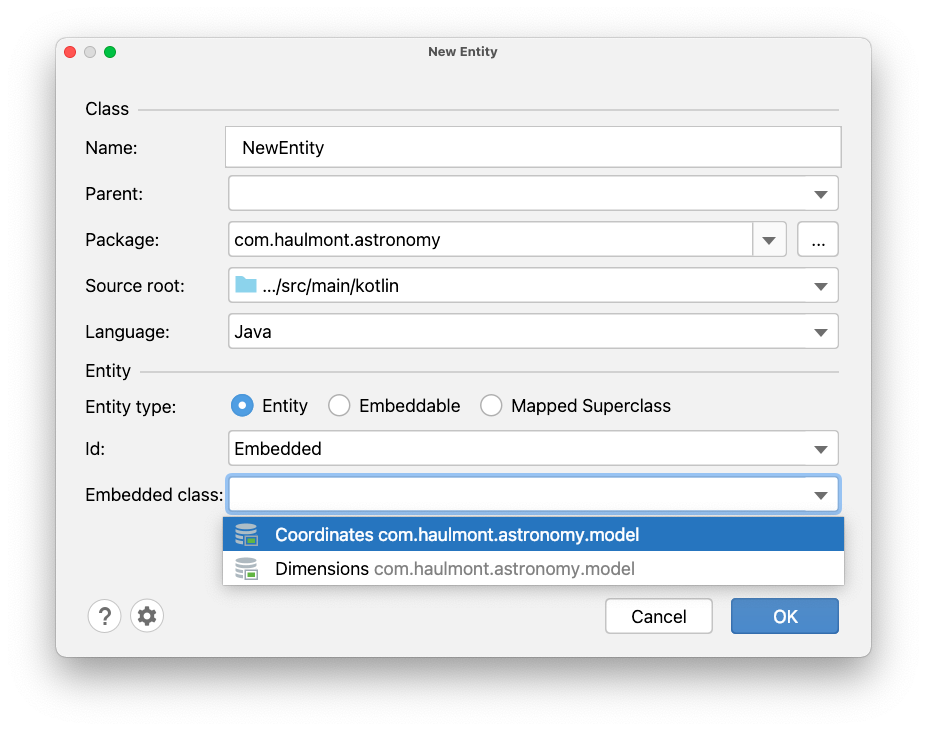 New Entity
Class
Name: NewEntity
Parent:
Package: com.haulmont.astronomy ...
Source root: .../src/main/kotlin
Language: Java
Entity
Entity type: Entity Embeddable Mapped Superclass
Id: Embedded
Embedded class:
Coordinates com.haulmont.astronomy.model
Dimensions com.haulmont.astronomy.model
? Cancel OK